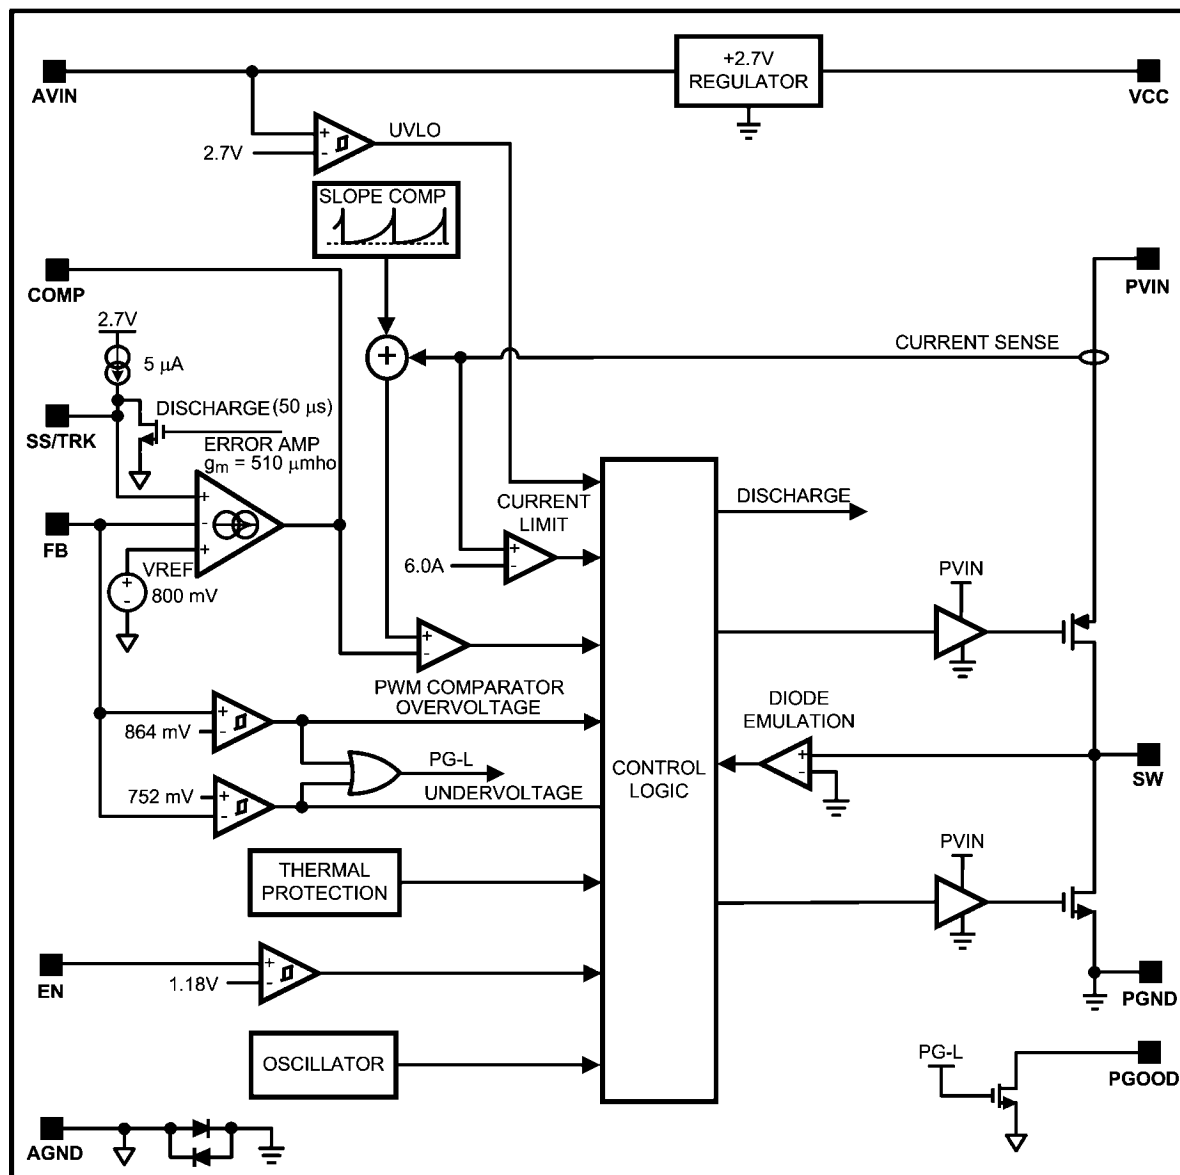 +2.7V
REGULATOR
AVIN
VCC
UVLO
+
-
2.7V
SLOPE COMP
COMP
PVIN
2.7V
CURRENT SENSE
+
5 μA
DISCHARGE (50 μs)
SS/TRK
ERROR AMP
gm = 510 μmho
+
-
+
FB
CURRENT
LIMIT
DISCHARGE
+
-
6.0A
VREF
800 mV
+
-
PVIN
+
-
PWM COMPARATOR
OVERVOLTAGE
+
-
864 mV
DIODE
EMULATION
+
-
PG-L
CONTROL
LOGIC
SW
752 mV
+
-
UNDERVOLTAGE
THERMAL
PROTECTION
PVIN
EN
+
-
1.18V
PGND
OSCILLATOR
PG-L
PGOOD
AGND